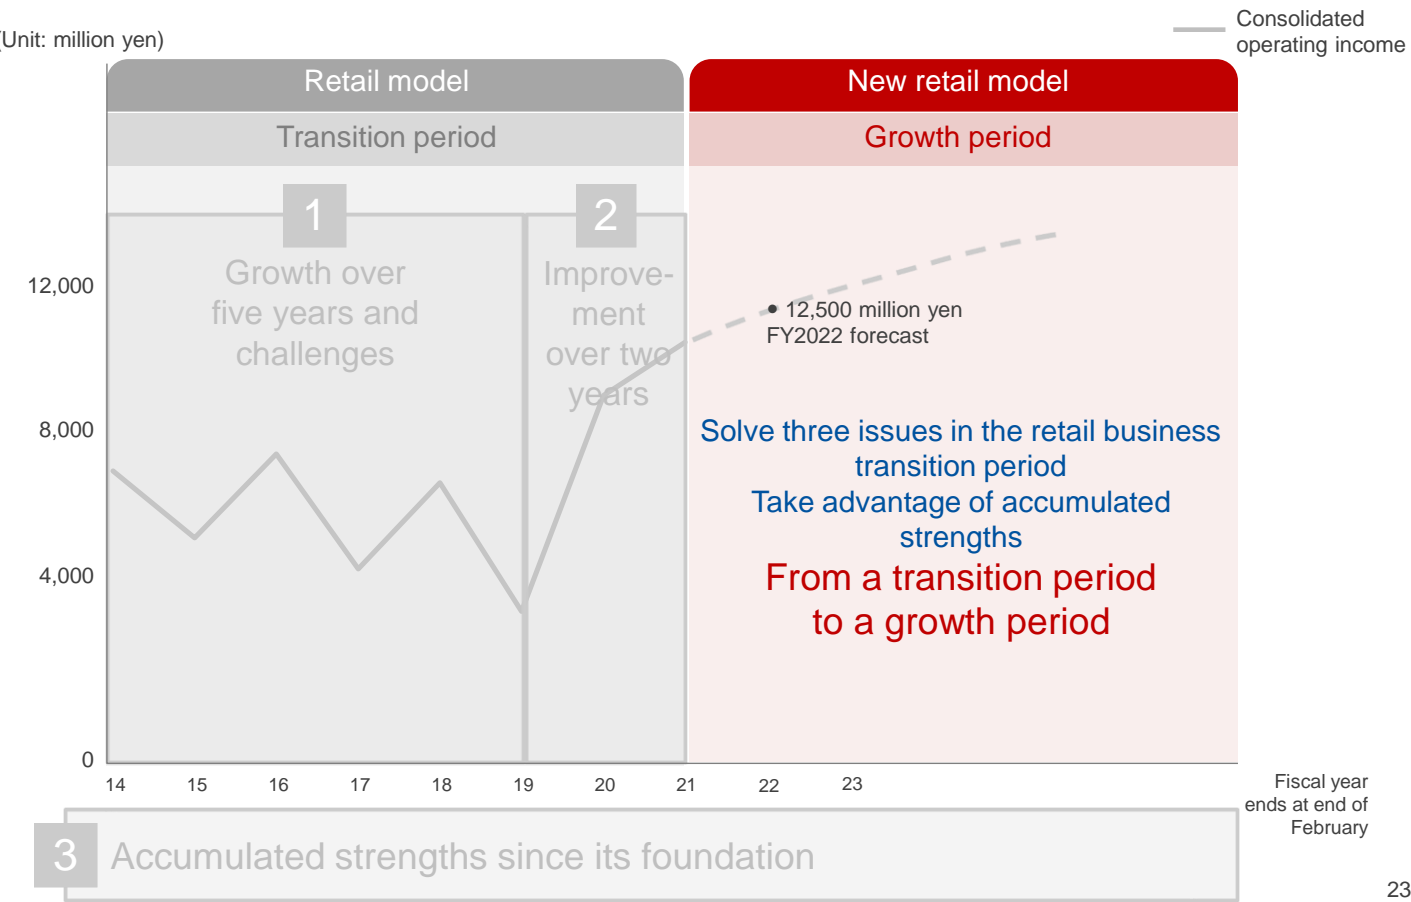 (Unit: million yen)
Consolidated
operating income
Retail model
New retail model
Transition period
Growth period
1
2
Growth over
five years and
challenges
Improve-
ment
over two
years
12,000
8,000
4,000
0
• 12,500 million yen
FY2022 forecast
Solve three issues in the retail business
transition period
Take advantage of accumulated
strengths
From a transition period
to a growth period
14 15 16 17 18 19 20 21 22 23
Fiscal year
ends at end of
February
3 Accumulated strengths since its foundation
23